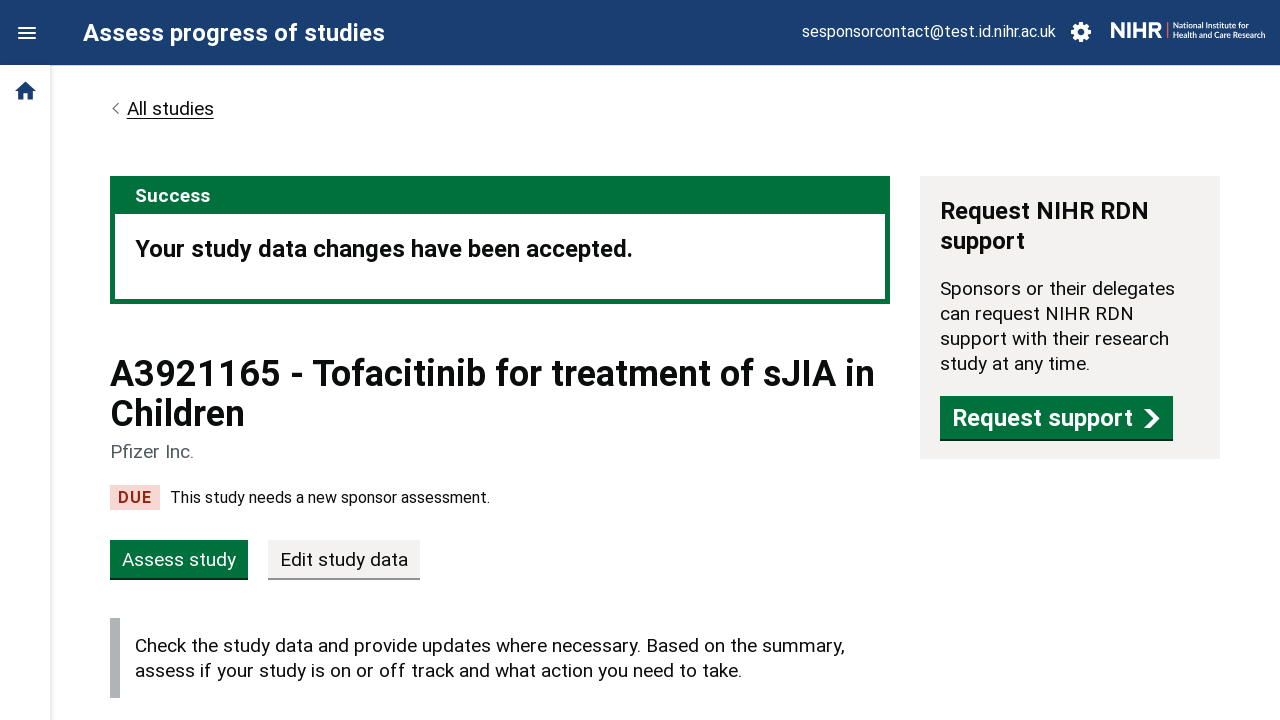 Assess progress of studies
sesponsorcontact@test.id.nihr.ac.uk
NIHR | National Institute for
Health and Care Research
All studies
Success
Your study data changes have been accepted.
A3921165 - Tofacitinib for treatment of sJIA in
Children
Pfizer Inc.
DUE This study needs a new sponsor assessment.
Assess study
Edit study data
Check the study data and provide updates where necessary. Based on the summary,
assess if your study is on or off track and what action you need to take.
Request NIHR RDN
support
Sponsors or their delegates
can request NIHR RDN
support with their research
study at any time.
Request support